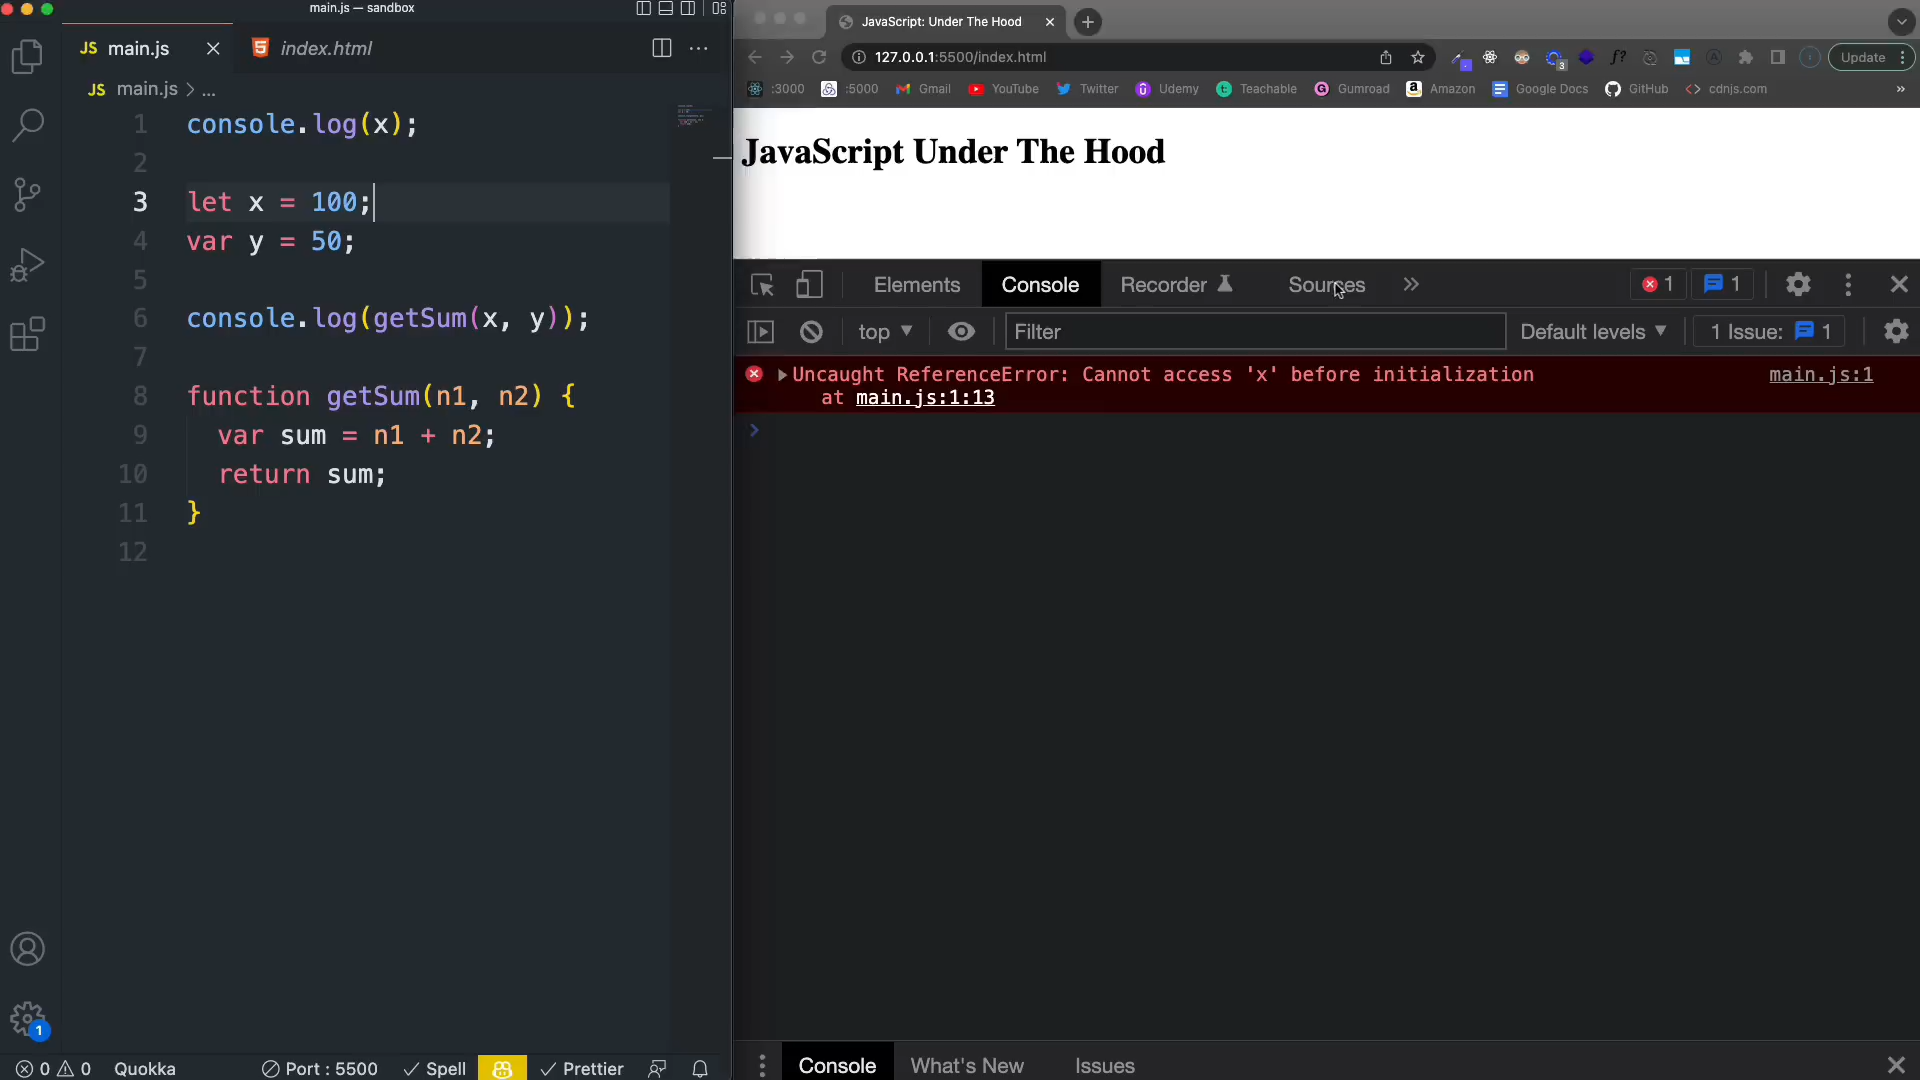 main.js — sandbox
JS main.js
index.html
JS main.js > ...
1 console.log(x);
2
3 let x = 100;
4 var y = 50;
5
6 console.log(getSum(x, y));
7
8 function getSum(n1, n2) {
9 var sum = n1 + n2;
10 return sum;
11 }
12
0 0 Quokka Port : 5500 Spell Prettier
1
JavaScript: Under The Hood
127.0.0.1:5500/index.html
f? 3 Update
:3000 :5000 Gmail YouTube Twitter Udemy Teachable Gumroad Amazon Google Docs GitHub cdnjs.com »
JavaScript Under The Hood
Elements Console Recorder Sources » 1 1
top Filter Default levels 1 Issue: 1
Uncaught ReferenceError: Cannot access 'x' before initialization main.js:1
at main.js:1:13
Console What's New Issues